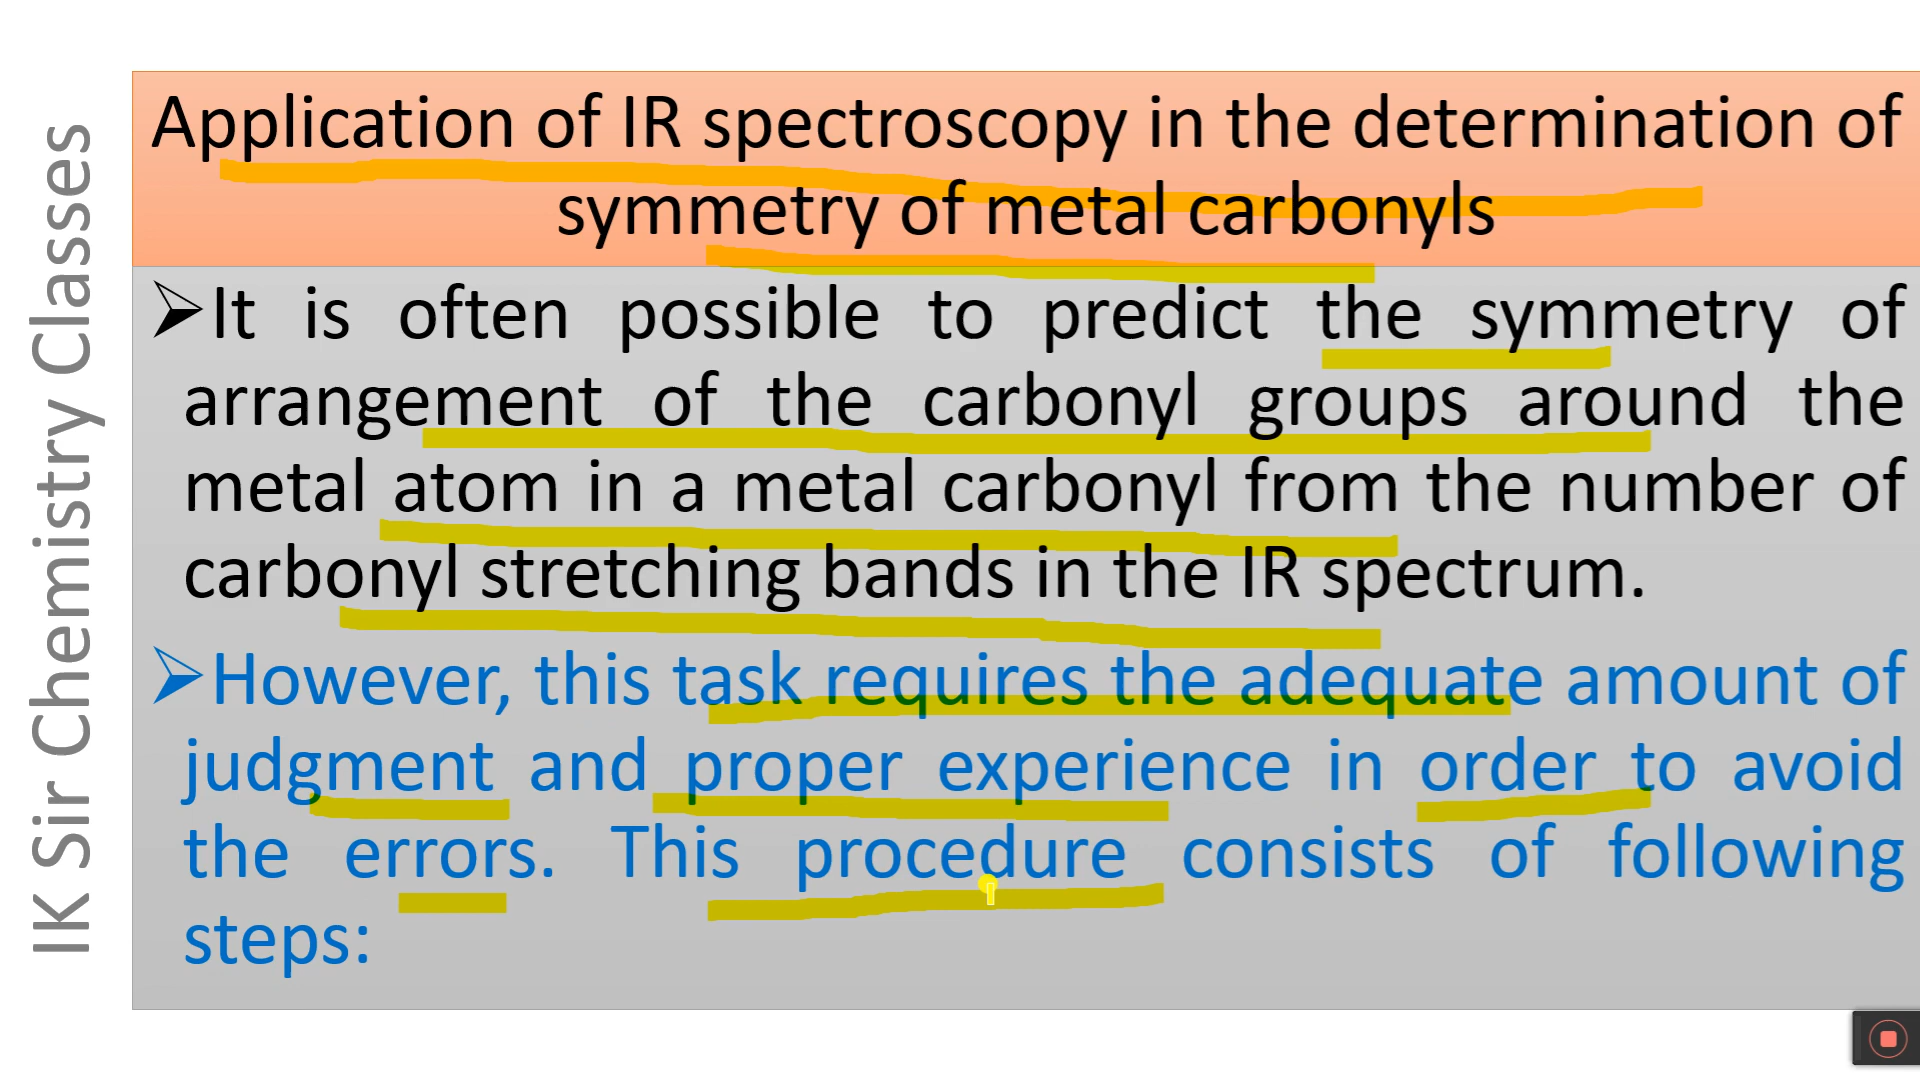 IK Sir Chemistry Classes
Application of IR spectroscopy in the determination of
symmetry of metal carbonyls
➢It is often possible to predict the symmetry of
arrangement of the carbonyl groups around the
metal atom in a metal carbonyl from the number of
carbonyl stretching bands in the IR spectrum.
➢However, this task requires the adequate amount of
judgment and proper experience in order to avoid
the errors. This procedure consists of following
steps: